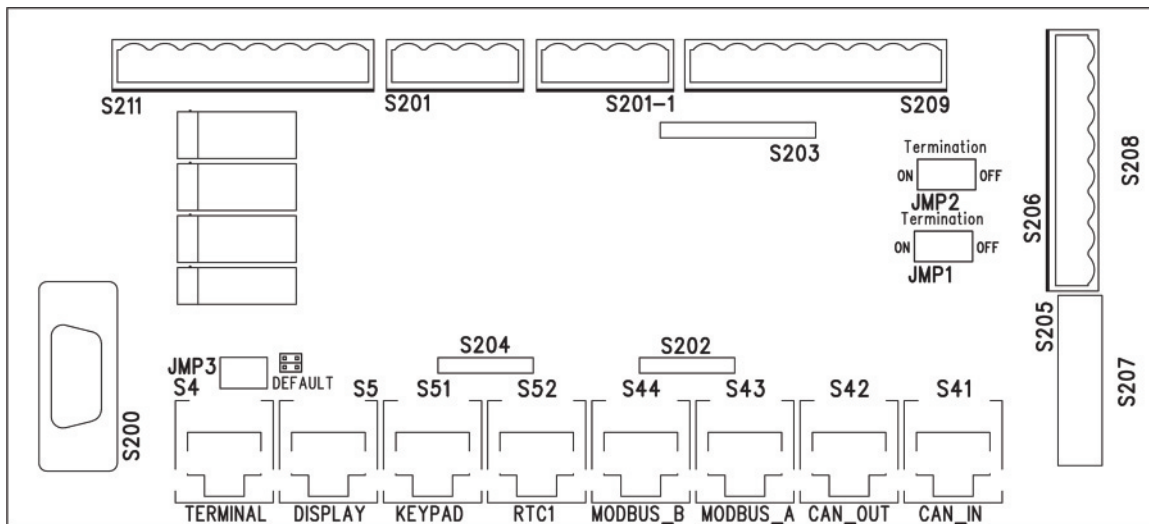 S211
S201
S201-1
S209
S203
Termination
ON OFF
JMP2
Termination
ON OFF
JMP1
S206
S208
S205
S207
S200
JMP3
DEFAULT
S204
S202
S4
S5
S51
S52
S44
S43
S42
S41
TERMINAL
DISPLAY
KEYPAD
RTC1
MODBUS_B
MODBUS_A
CAN_OUT
CAN_IN